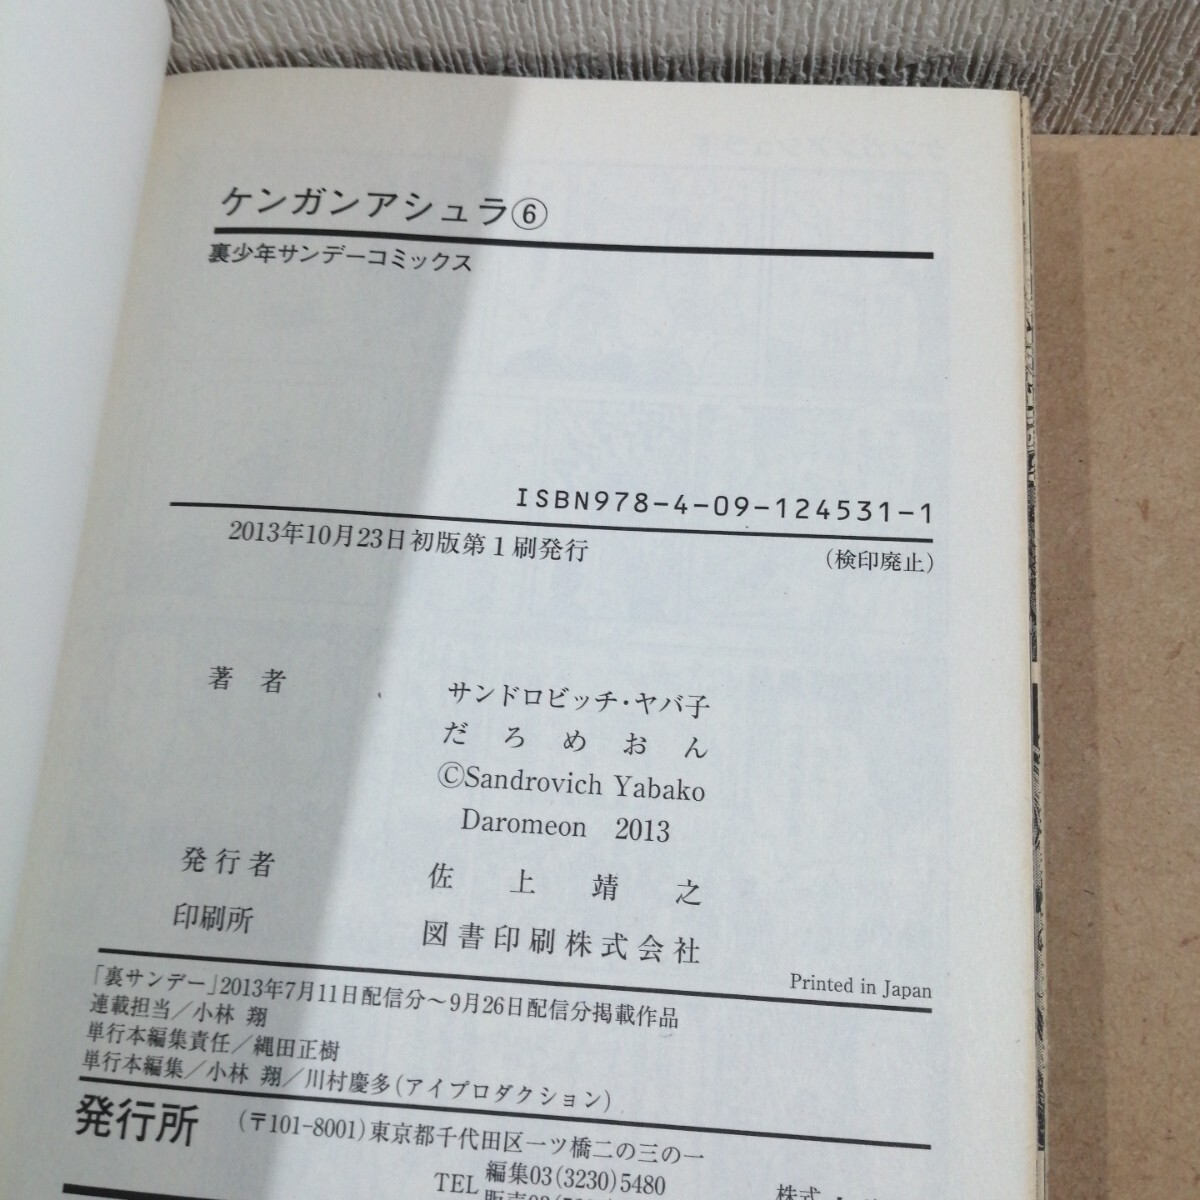 ケンガンアシュラ⑥
裏少年サンデーコミックス
ISBN978-4-09-124531-1
2013年10月23日初版第1刷発行
(検印廃止)
著者 サンドロビッチ・ヤバ子
だろめおん
©Sandrovich Yabako
Daromeon 2013
発行者 佐上靖之
印刷所 図書印刷株式会社
Printed in Japan
「裏サンデー」2013年7月11日配信分〜9月26日配信分掲載作品
連載担当/小林 翔
単行本編集責任/縄田正樹
単行本編集/小林 翔/川村慶多(アイプロダクション)
発行所 (〒101-8001)東京都千代田区一ツ橋二の三の一
TEL 編集03(3230)5480
株式